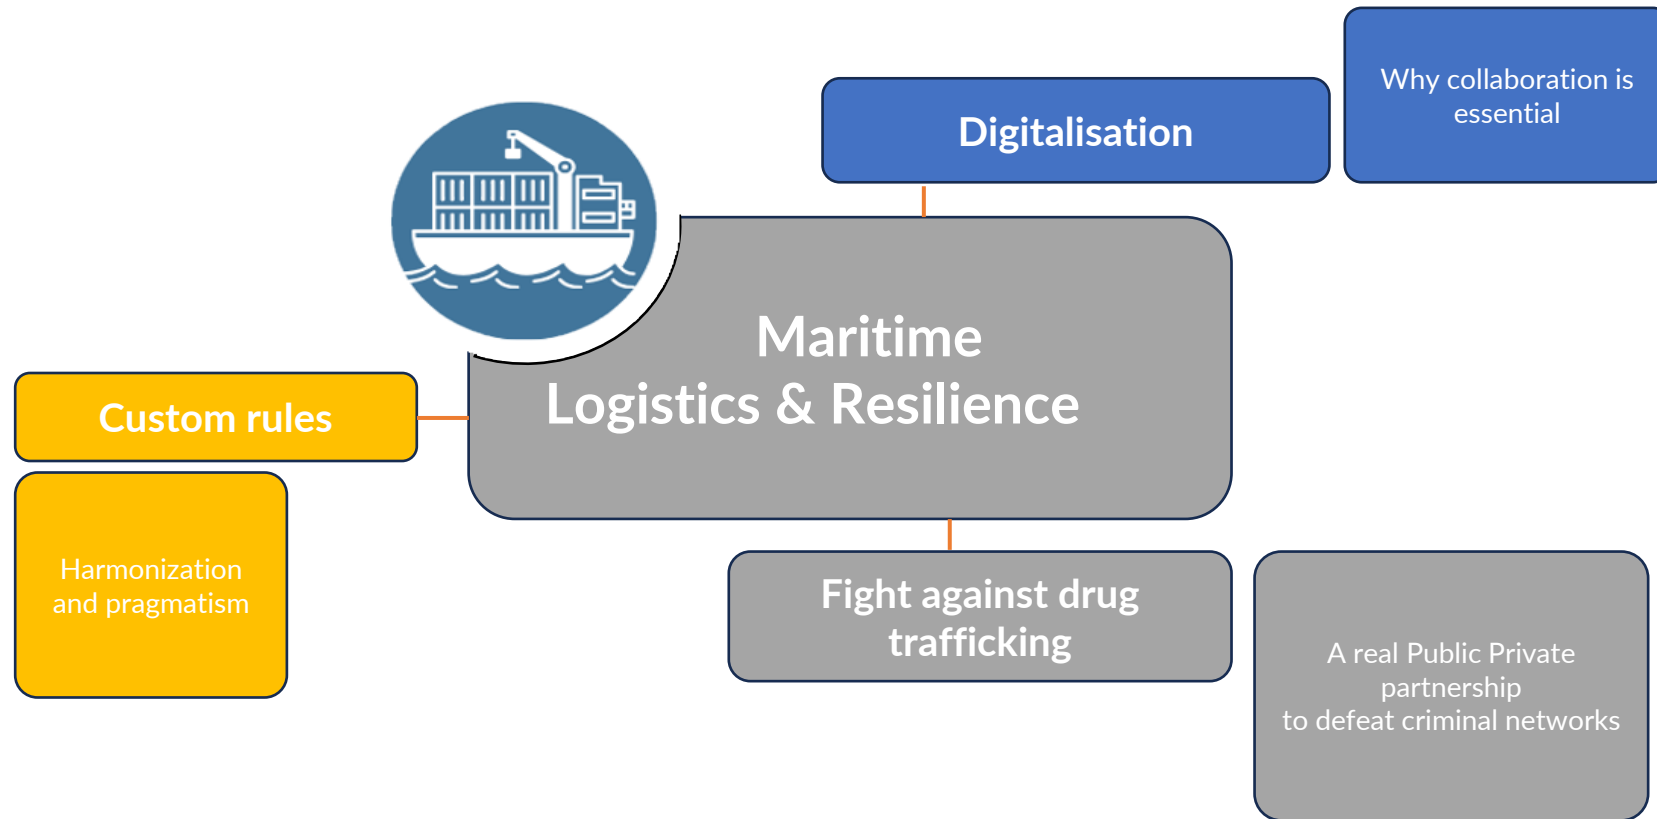 Digitalisation
Why collaboration is
essential
Maritime
Logistics & Resilience
Custom rules
Harmonization
and pragmatism
Fight against drug
trafficking
A real Public Private
partnership
to defeat criminal networks